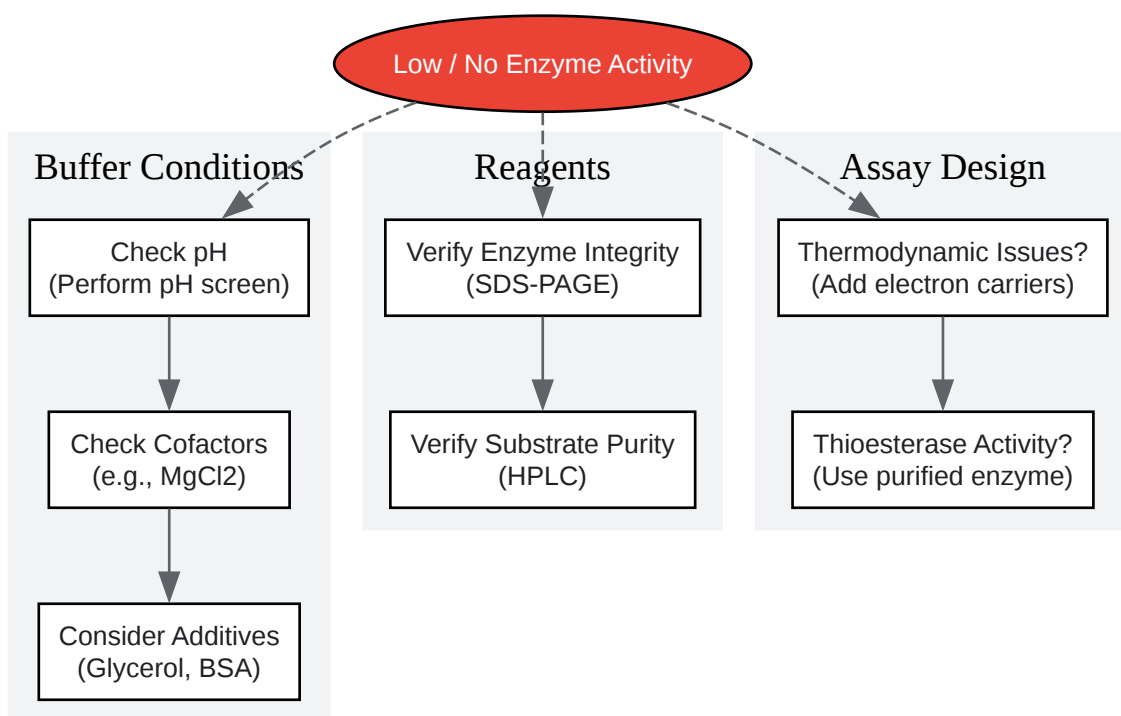 Low / No Enzyme Activity
Buffer Conditions
Check pH
(Perform pH screen)
Check Cofactors
(e.g., MgCl2)
Consider Additives
(Glycerol, BSA)
Reagents
Verify Enzyme Integrity
(SDS-PAGE)
Verify Substrate Purity
(HPLC)
Assay Design
Thermodynamic Issues?
(Add electron carriers)
Thioesterase Activity?
(Use purified enzyme)